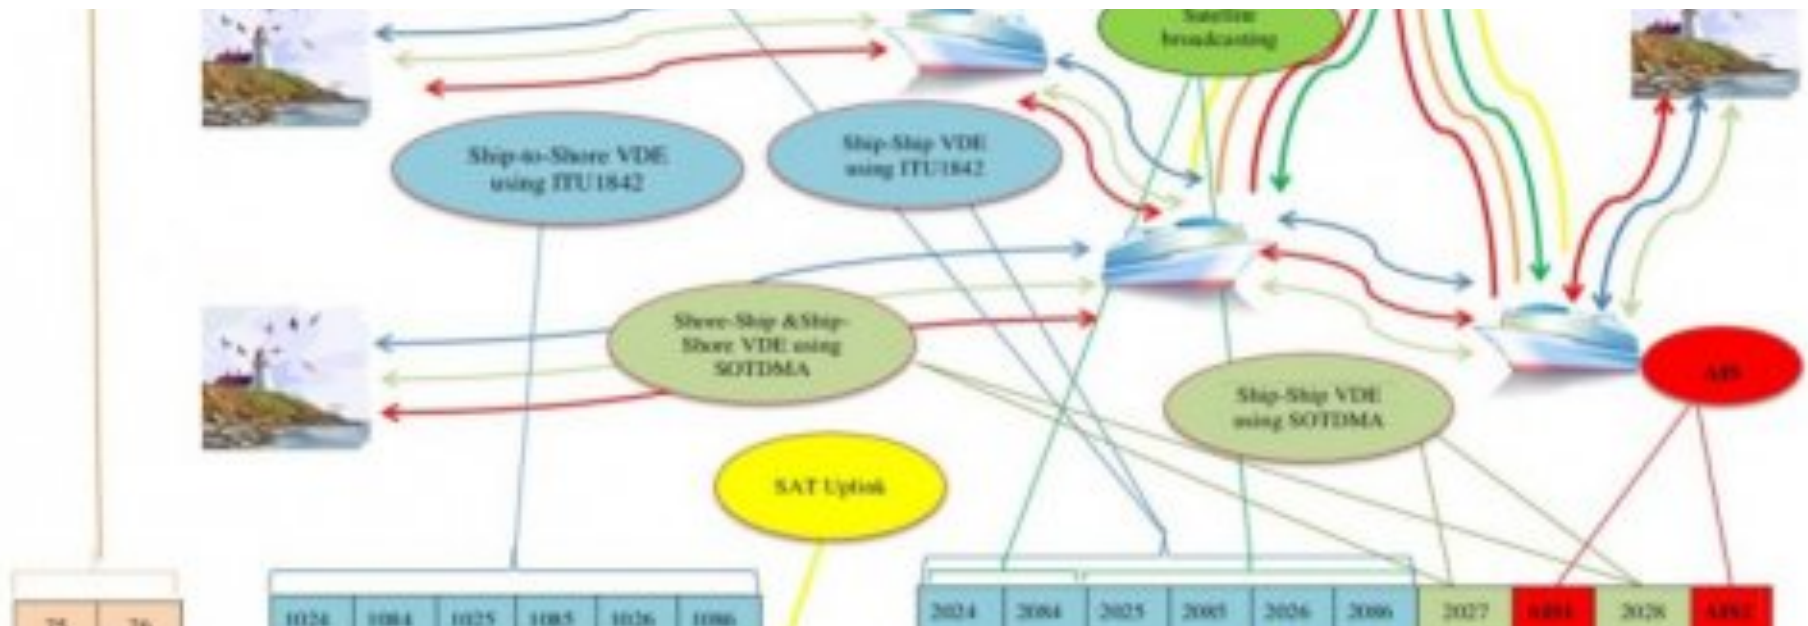 Satellite
broadcasting
Ship-to-Shore VDE
using ITU1842
Ship-Ship VDE
using ITU1842
Shore-Ship &Ship-
Shore VDE using
SOTDMA
Ship-Ship VDE
using SOTDMA
AIS
SAT Uplink
75 76
1024 1084 1025 1085 1026 1086
2024 2084 2025 2085 2026 2086 2027 AIS1 2028 AIS2